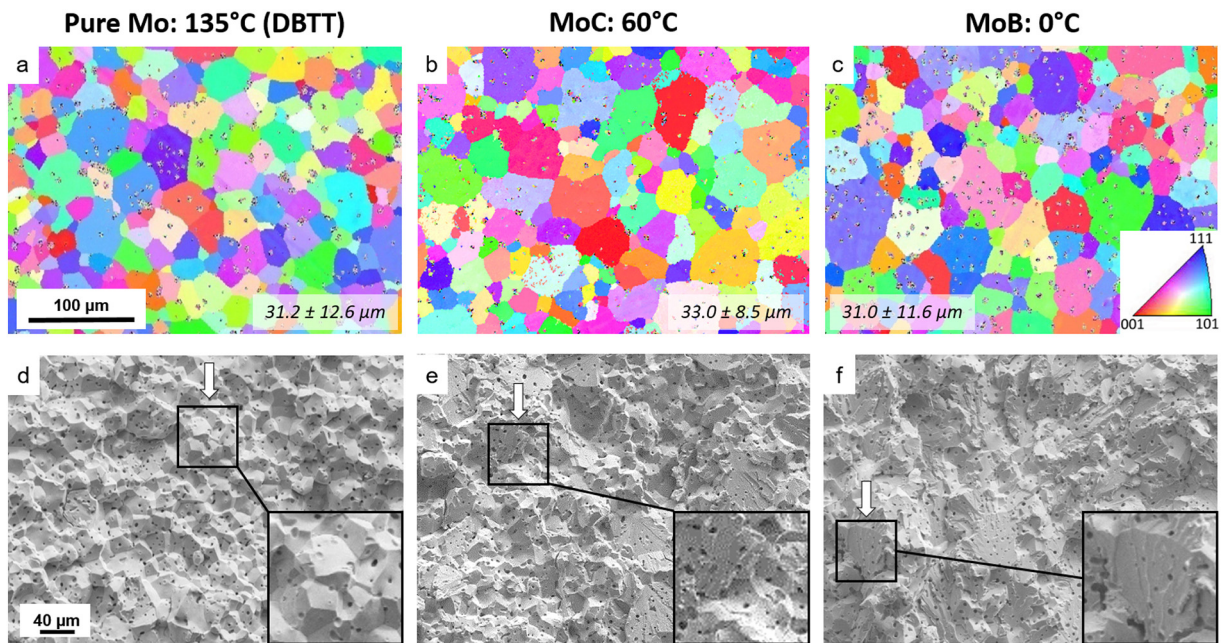 Pure Mo: 135°C (DBTT)
MoC: 60°C
MoB: 0°C
a
b
c
100 µm
31.2 ± 12.6 µm
33.0 ± 8.5 µm
31.0 ± 11.6 µm
111
001
101
d
e
f
40 µm